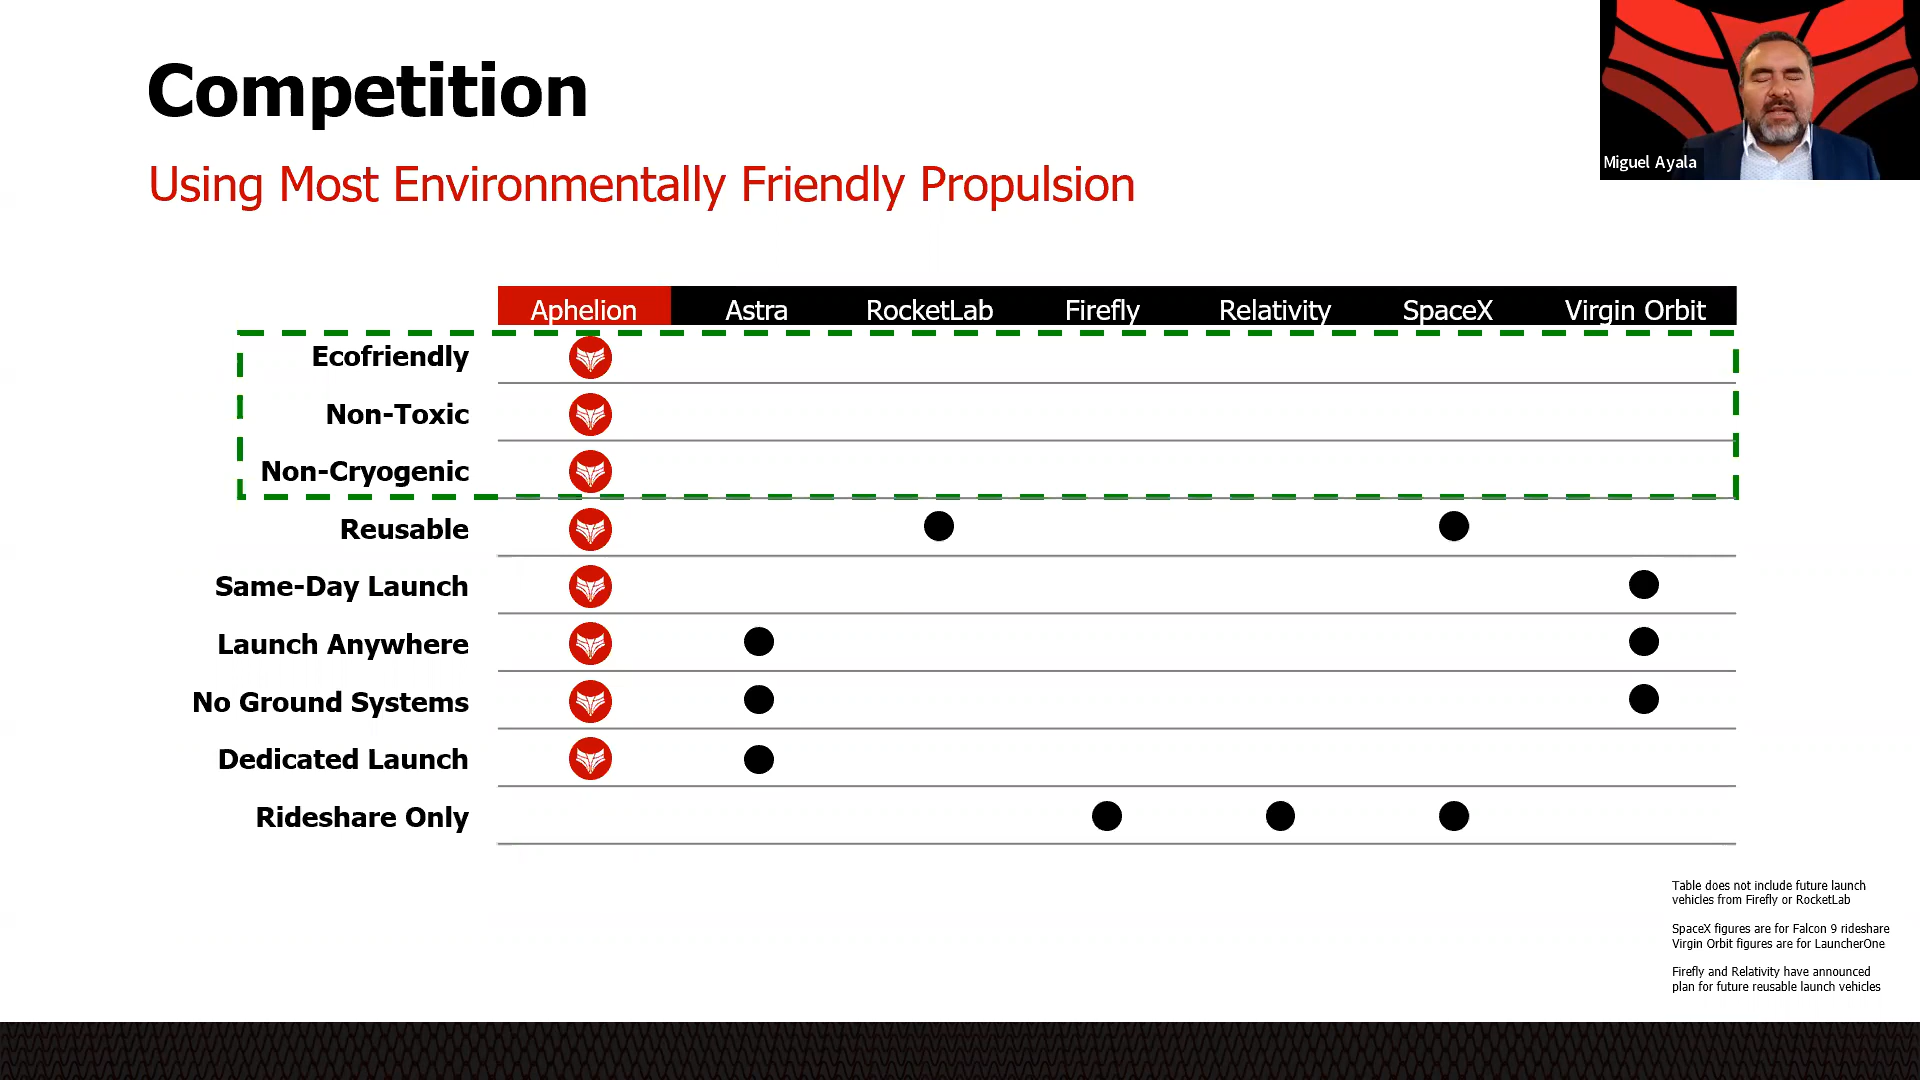 Competition
Using Most Environmentally Friendly Propulsion
Miguel Ayala
Aphelion Astra RocketLab Firefly Relativity SpaceX Virgin Orbit
Ecofriendly
Non-Toxic
Non-Cryogenic
Reusable
Same-Day Launch
Launch Anywhere
No Ground Systems
Dedicated Launch
Rideshare Only
Table does not include future launch
vehicles from Firefly or RocketLab
SpaceX figures are for Falcon 9 rideshare
Virgin Orbit figures are for LauncherOne
Firefly and Relativity have announced
plan for future reusable launch vehicles